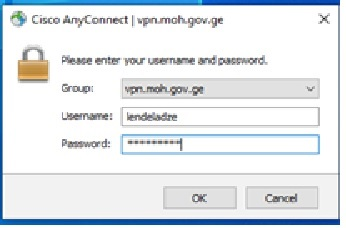 Cisco AnyConnect | vpn.moh.gov.ge
Please enter your username and password.
Group: vpn.moh.gov.ge
Username: lendeladze
Password: *********
OK Cancel